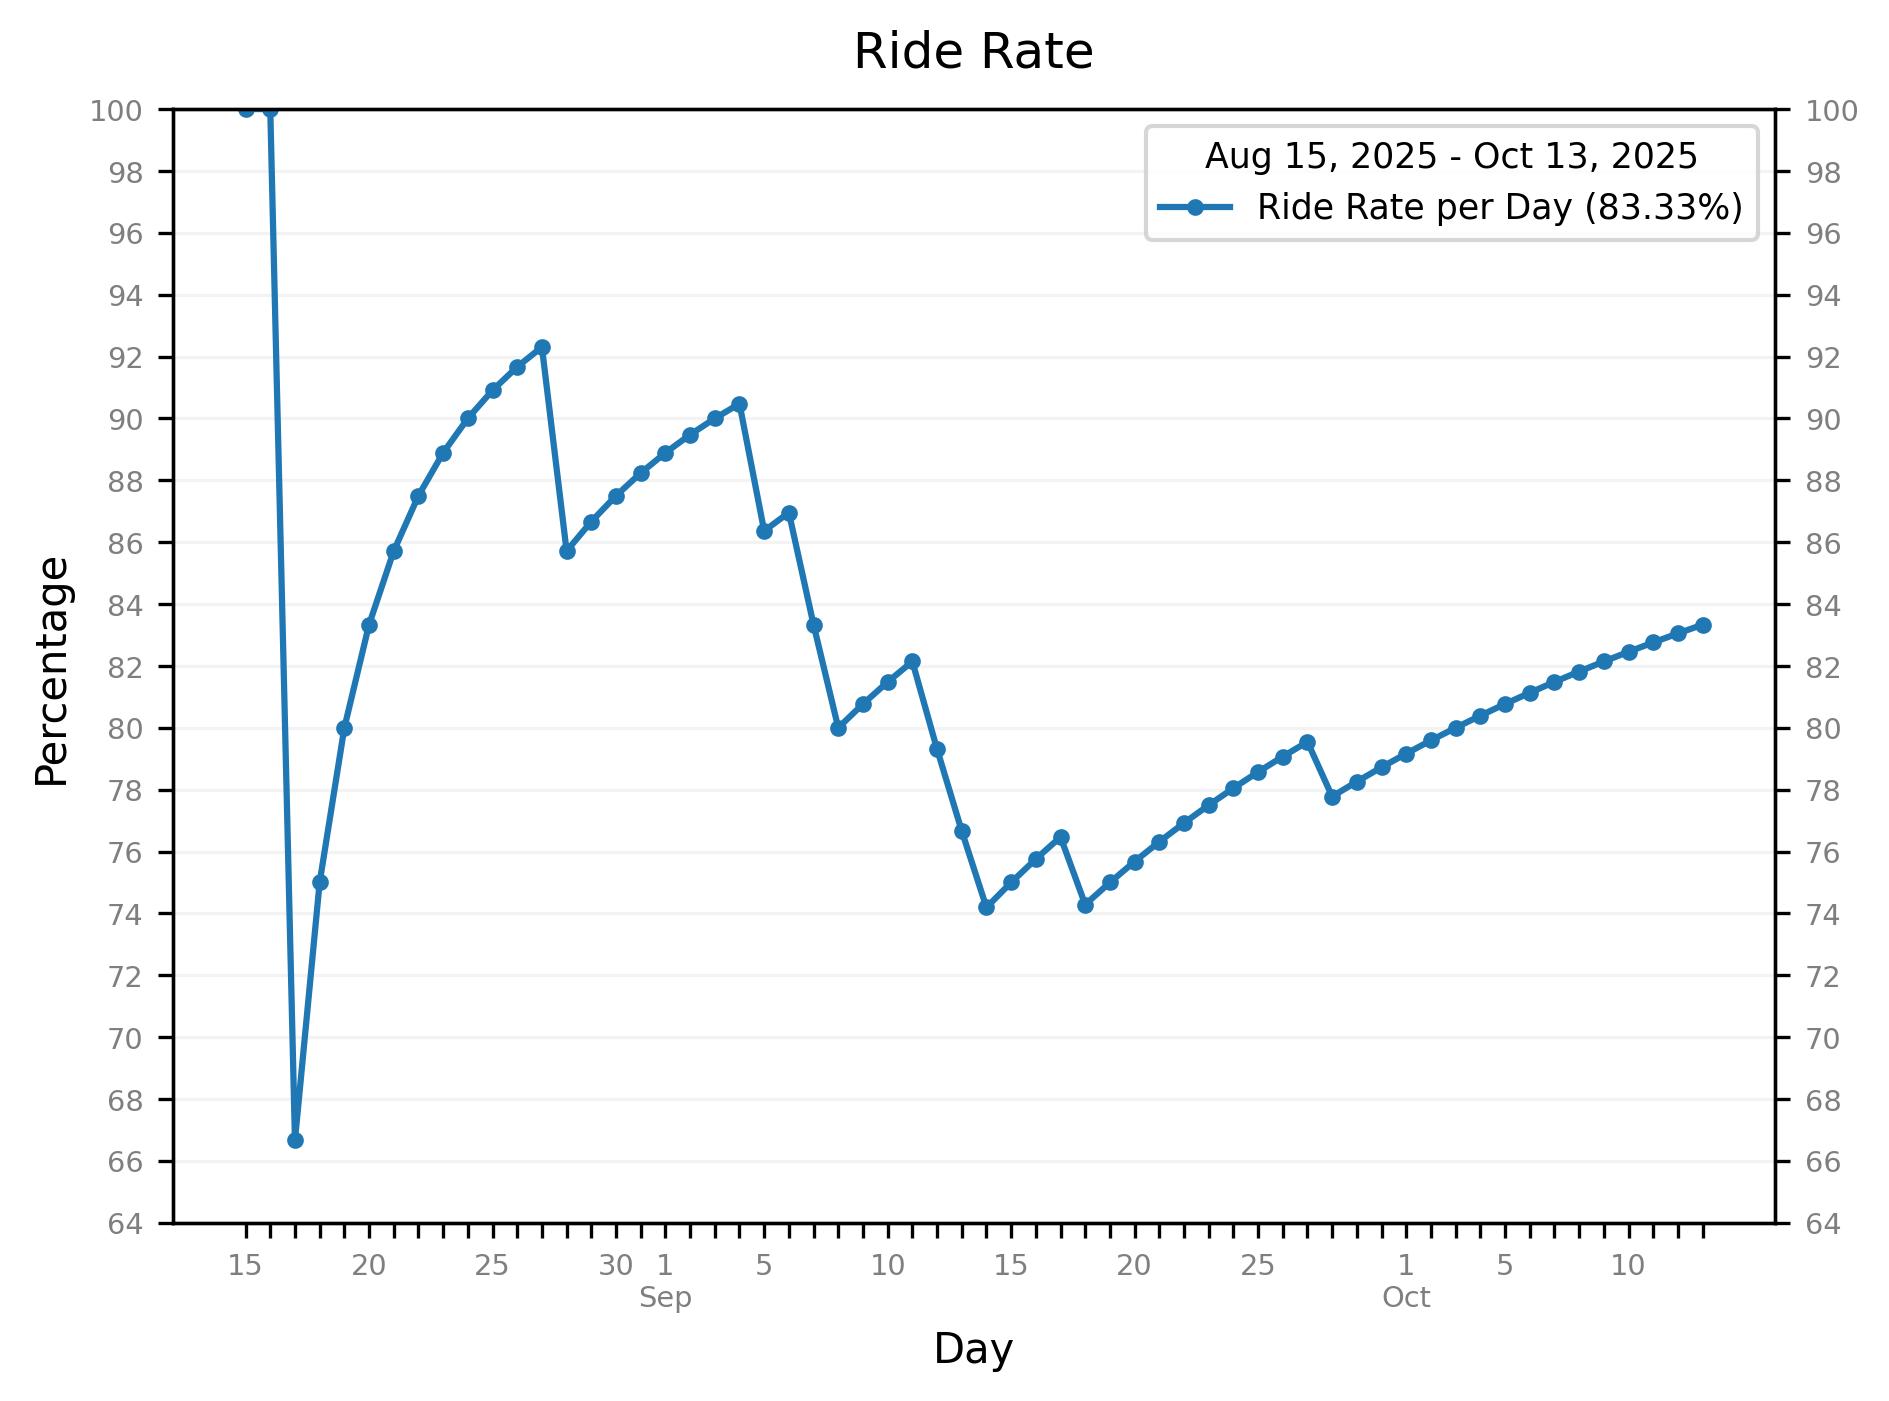 Ride Rate
Aug 15, 2025 - Oct 13, 2025
Ride Rate per Day (83.33%)
Percentage
100 100
98 98
96 96
94 94
92 92
90 90
88 88
86 86
84 84
82 82
80 80
78 78
76 76
74 74
72 72
70 70
68 68
66 66
64 64
15 20 25 30 1 5 10 15 20 25 1 5 10
Sep Oct
Day